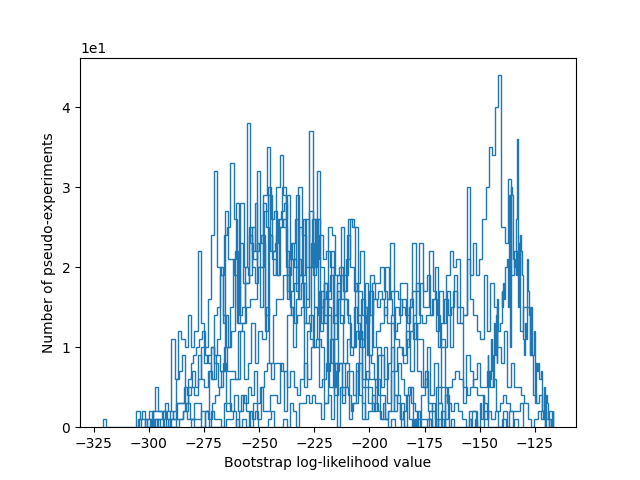 1e1
4
3
2
1
0
Number of pseudo-experiments
−325 −300 −275 −250 −225 −200 −175 −150 −125
Bootstrap log-likelihood value